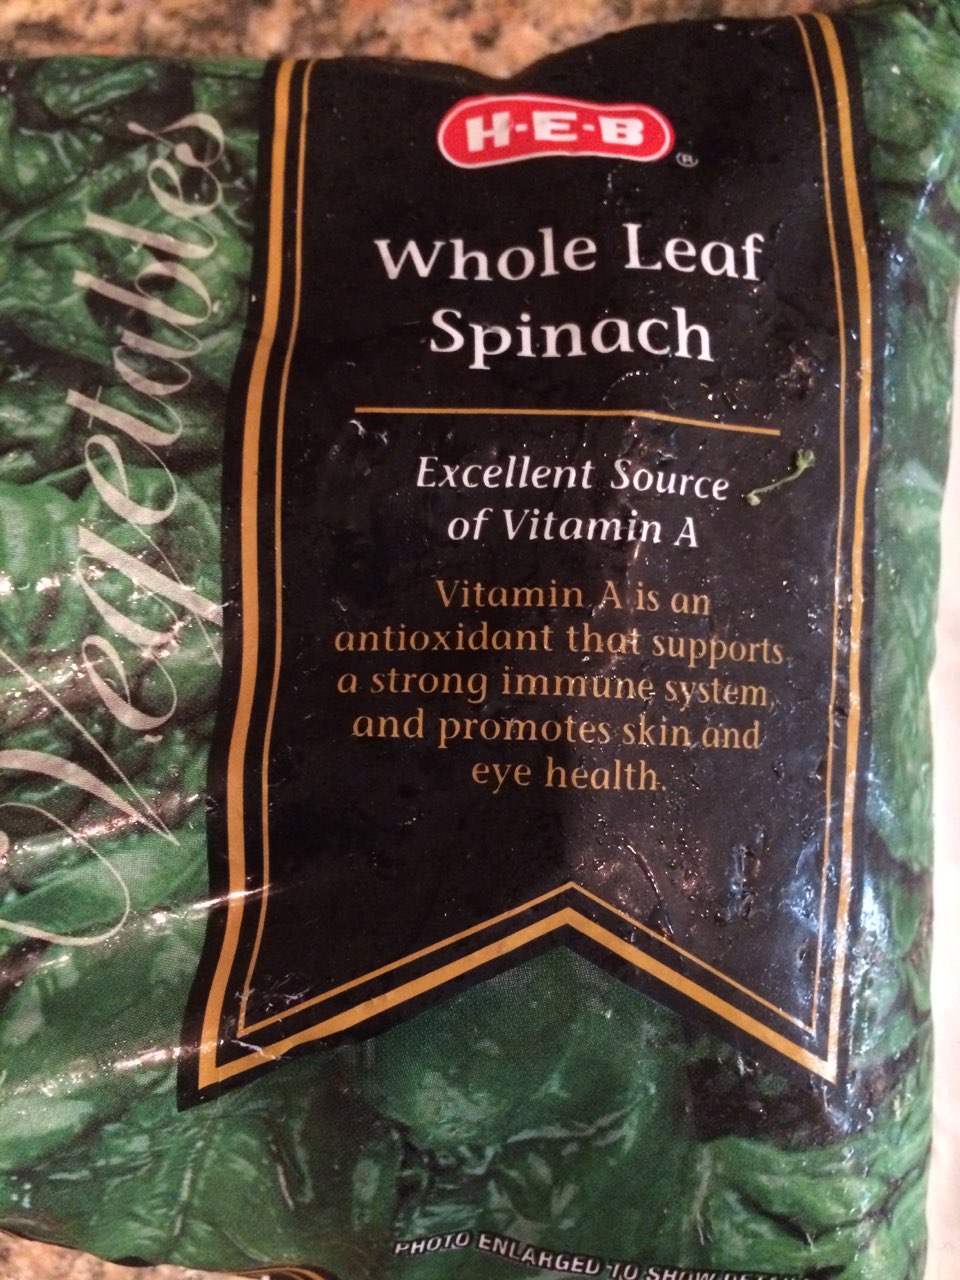 H-E-B
®
Whole Leaf
Spinach
Excellent Source
of Vitamin A
Vitamin A is an
antioxidant that supports
a strong immune system,
and promotes skin and
eye health.
Vegetables
PHOTO ENLARGED TO SHOW